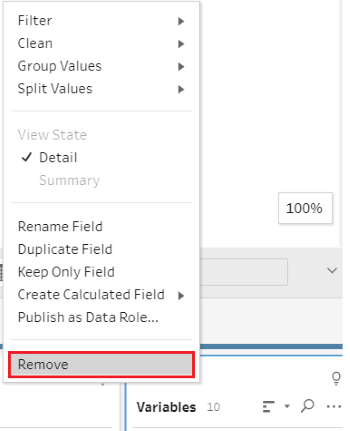 Filter
Clean
Group Values
Split Values
View State
Detail
Summary
100%
Rename Field
Duplicate Field
Keep Only Field
Create Calculated Field
Publish as Data Role...
Remove
Variables 10